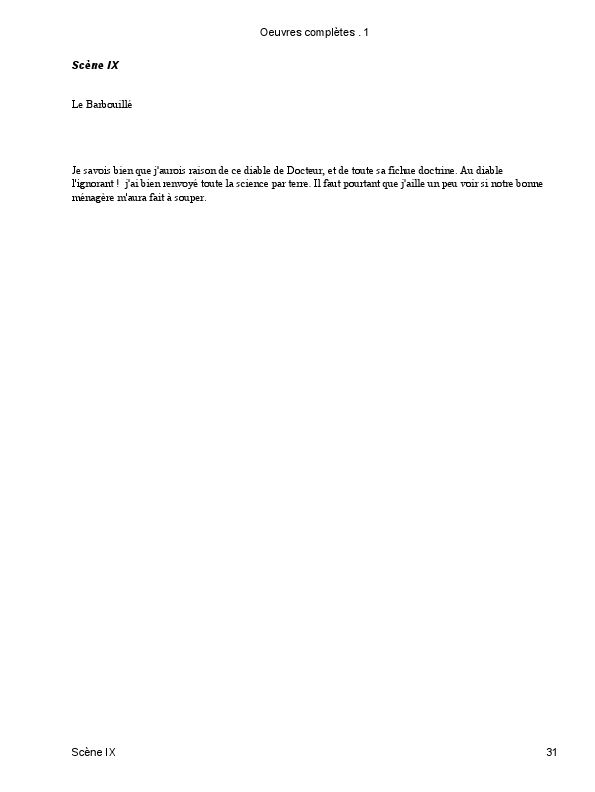 Oeuvres complètes . 1
Scène IX
Le Barbouillé
Je savois bien que j'aurois raison de ce diable de Docteur, et de toute sa fichue doctrine. Au diable
l'ignorant ! j'ai bien renvoyé toute la science par terre. Il faut pourtant que j'aille un peu voir si notre bonne
ménagère m'aura fait à souper.
Scène IX 31